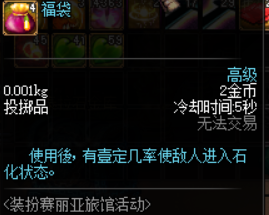 4
福袋
高级
0.001kg
2金币
投掷品
冷却时间:5秒
无法交易
使用後，有壹定几率使敌人进入石
化状态。
<装扮赛丽亚旅馆活动>